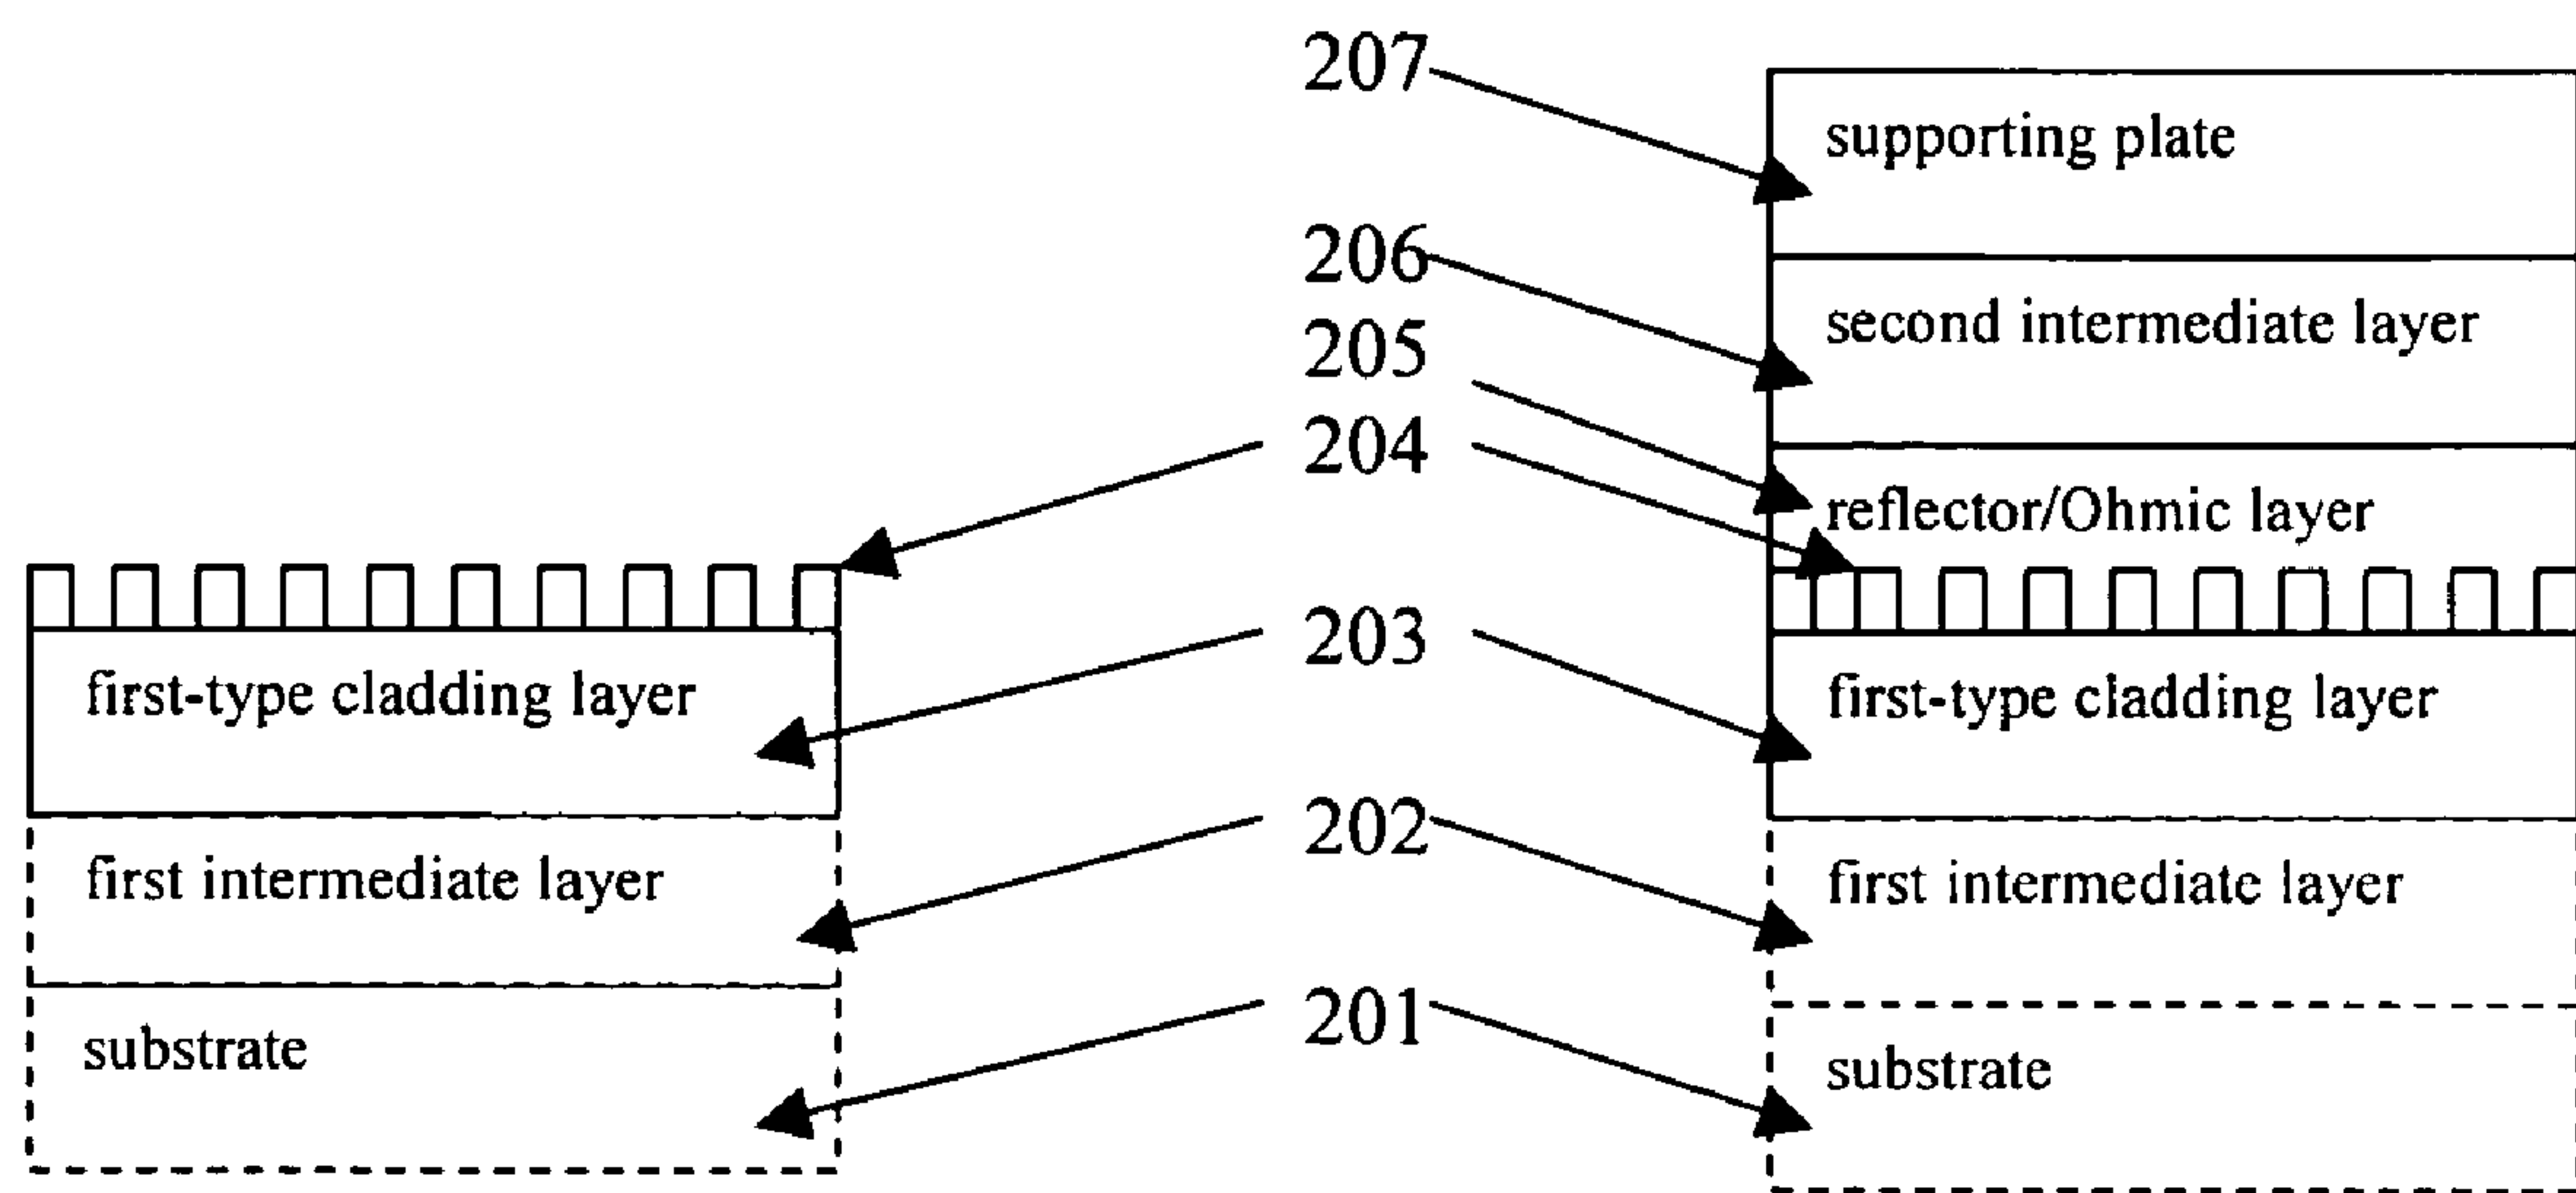 207
supporting plate
206
second intermediate layer
205
204
reflector/Ohmic layer
203
first-type cladding layer
first-type cladding layer
202
first intermediate layer
first intermediate layer
201
substrate
substrate